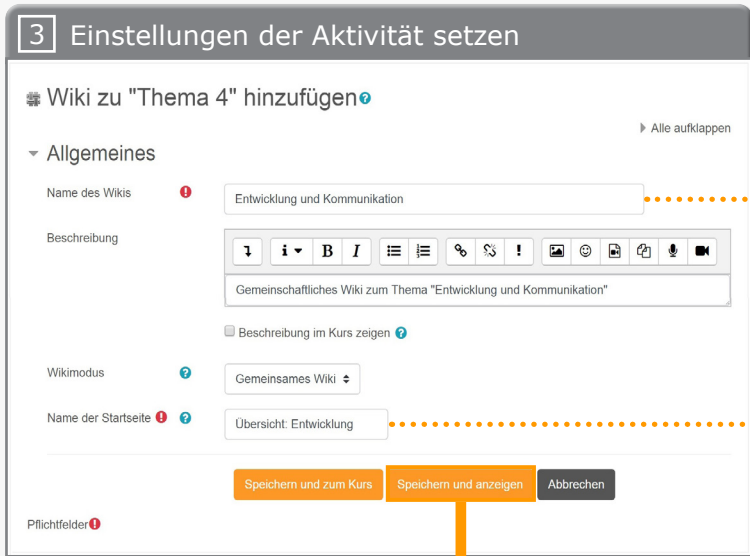 3 Einstellungen der Aktivität setzen
Wiki zu "Thema 4" hinzufügen
Alle aufklappen
Allgemeines
Name des Wikis
Entwicklung und Kommunikation
Beschreibung
i B I
Gemeinschaftliches Wiki zum Thema "Entwicklung und Kommunikation"
Beschreibung im Kurs zeigen
Wikimodus
Gemeinsames Wiki
Name der Startseite
Übersicht: Entwicklung
Speichern und zum Kurs Speichern und anzeigen Abbrechen
Pflichtfelder